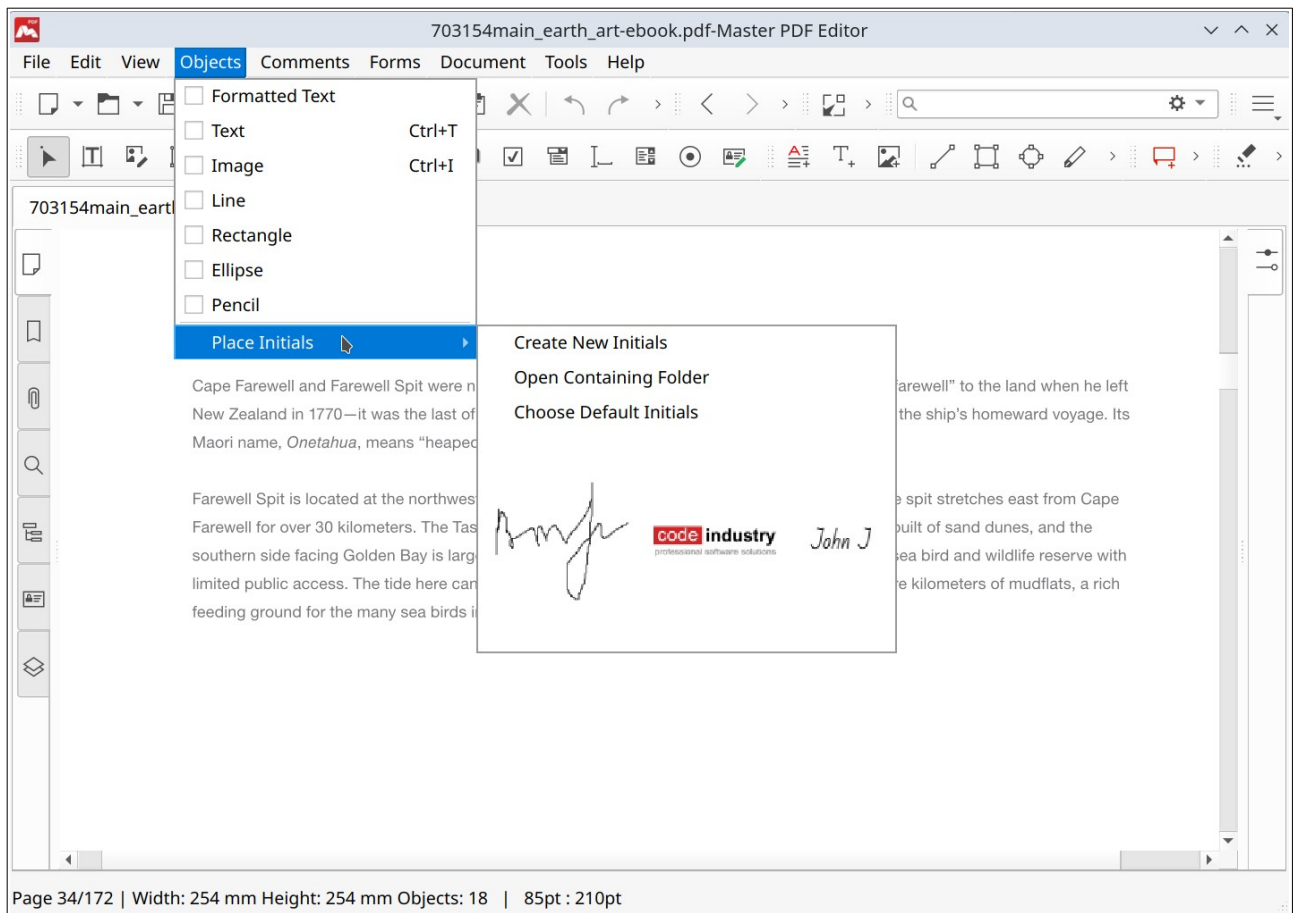 703154main_earth_art-ebook.pdf-Master PDF Editor
File Edit View Objects Comments Forms Document Tools Help
Formatted Text
Text Ctrl+T
Image Ctrl+I
Line
Rectangle
Ellipse
Pencil
Place Initials
703154main_eart
Create New Initials
Open Containing Folder
Choose Default Initials
code industry
professional software solutions
John J
Cape Farewell and Farewell Spit were arewell” to the land when he left
New Zealand in 1770—it was the last of the ship’s homeward voyage. Its
Maori name, Onetahua, means “heaped
Farewell Spit is located at the northwes spit stretches east from Cape
Farewell for over 30 kilometers. The Tas built of sand dunes, and the
southern side facing Golden Bay is larg sea bird and wildlife reserve with
limited public access. The tide here can kilometers of mudflats, a rich
feeding ground for the many sea birds
Page 34/172 | Width: 254 mm Height: 254 mm Objects: 18 | 85pt : 210pt